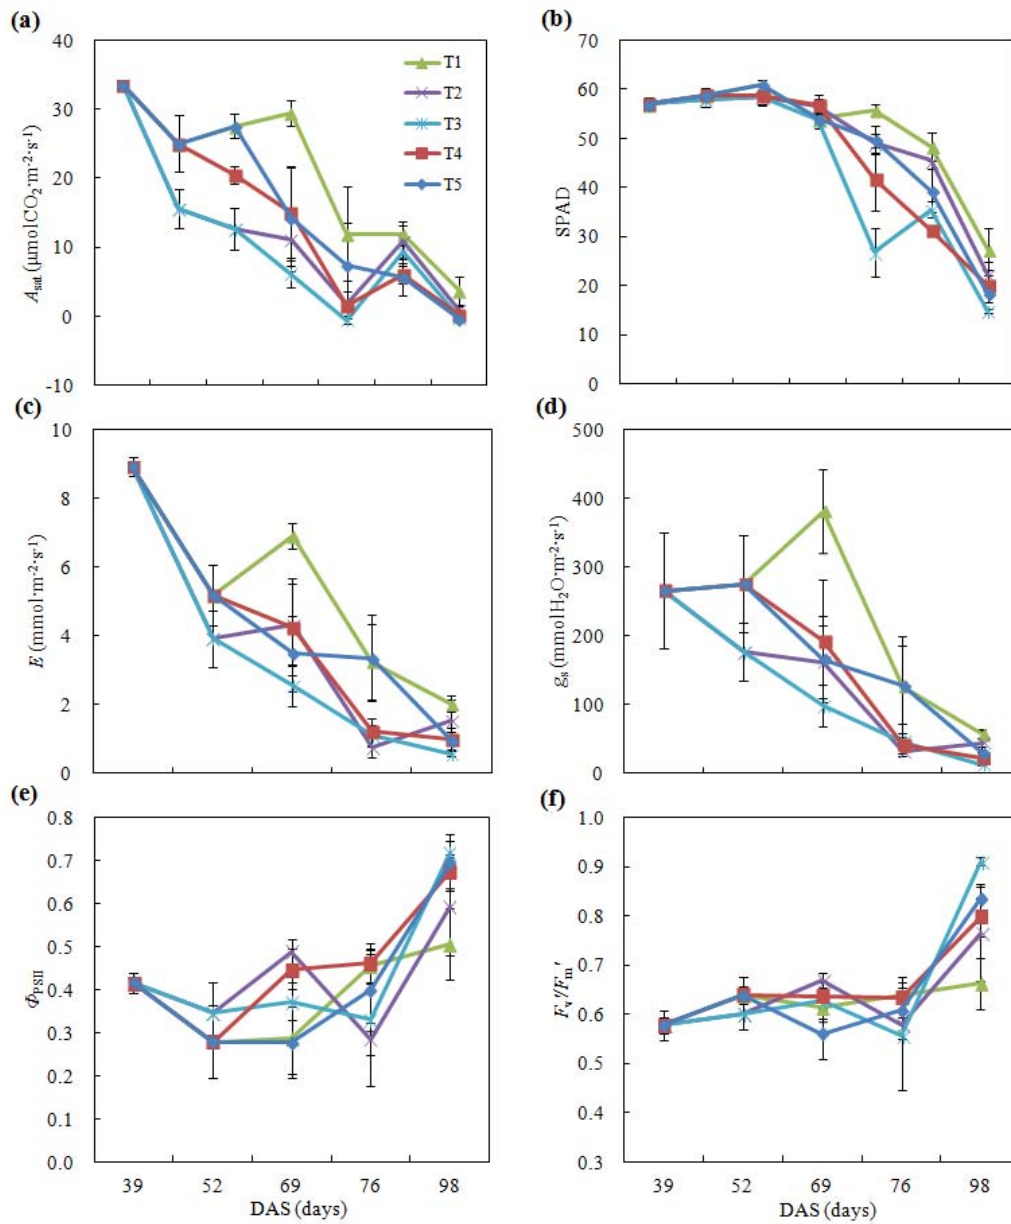 (a)
40
30
20
10
0
-10
Asat (μmolCO2·m-2·s-1)
T1
T2
T3
T4
T5
(b)
70
60
50
40
30
20
10
0
SPAD
(c)
10
8
6
4
2
0
E (mmol·m-2·s-1)
(d)
500
400
300
200
100
0
gs (mmolH2O·m-2·s-1)
(e)
0.8
0.7
0.6
0.5
0.4
0.3
0.2
0.1
0.0
ΦPSII
39 52 69 76 98
DAS (days)
(f)
1.0
0.9
0.8
0.7
0.6
0.5
0.4
0.3
Fv'/Fm'
39 52 69 76 98
DAS (days)